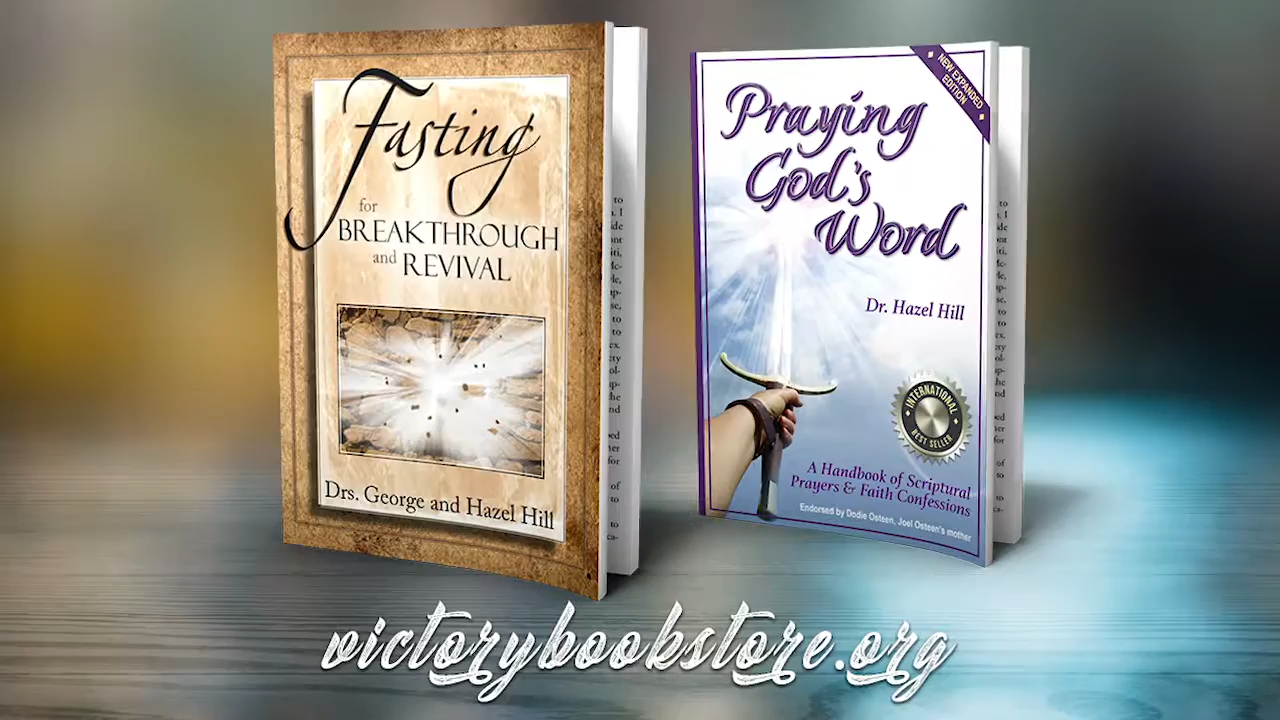 Fasting
for
BREAKTHROUGH
and REVIVAL
Drs. George and Hazel Hill
NEW EXPANDED
EDITION
Praying
God's
Word
Dr. Hazel Hill
INTERNATIONAL
BEST SELLER
A Handbook of Scriptural
Prayers & Faith Confessions
Endorsed by Dodie Osteen, Joel Osteen's mother
victorybookstore.org